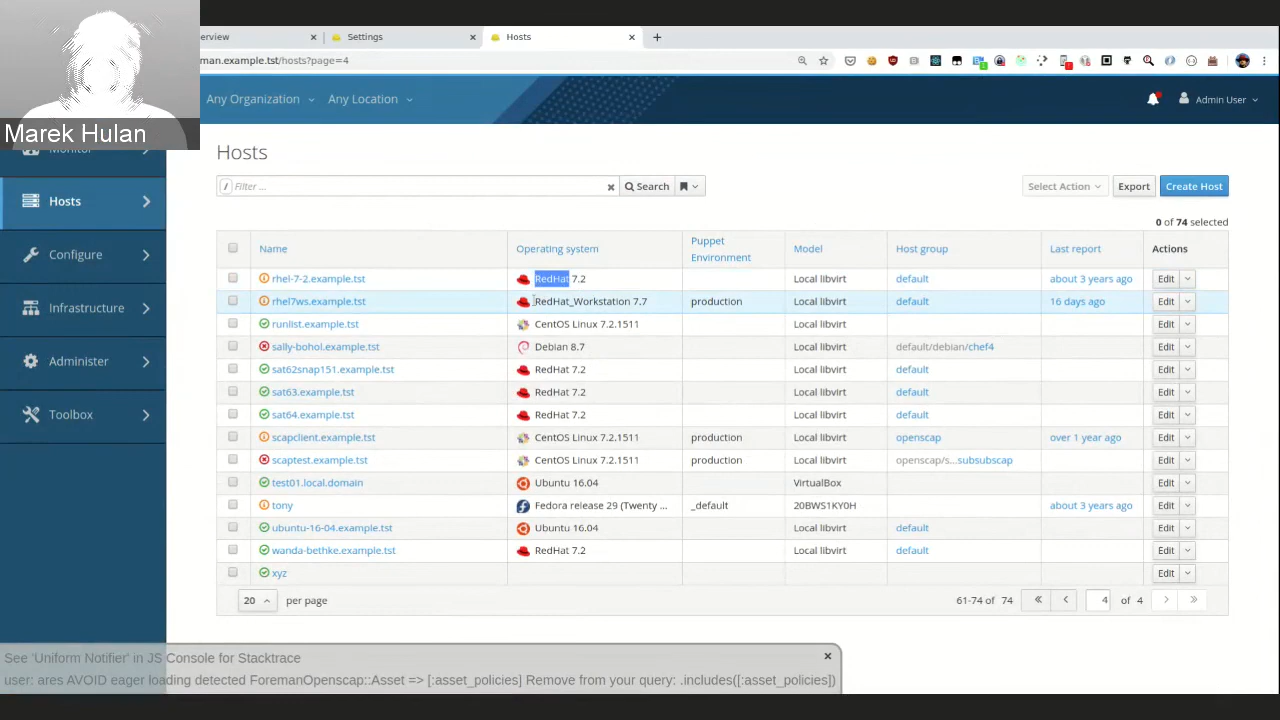 erview
Settings
Hosts
man.example.tst/hosts?page=4
Marek Hulan
Any Organization
Any Location
Admin User
Monitor
Hosts
Configure
Infrastructure
Administer
Toolbox
Hosts
/ Filter ...
Search
Select Action
Export
Create Host
0 of 74 selected
Name Operating system Puppet Environment Model Host group Last report Actions
rhel-7-2.example.tst RedHat 7.2 Local libvirt default about 3 years ago Edit
rhel7ws.example.tst RedHat_Workstation 7.7 production Local libvirt default 16 days ago Edit
runlist.example.tst CentOS Linux 7.2.1511 Local libvirt Edit
sally-bohol.example.tst Debian 8.7 Local libvirt default/debian/chef4 Edit
sat62snap151.example.tst RedHat 7.2 Local libvirt default Edit
sat63.example.tst RedHat 7.2 Local libvirt default Edit
sat64.example.tst RedHat 7.2 Local libvirt default Edit
scapclient.example.tst CentOS Linux 7.2.1511 production Local libvirt openscap over 1 year ago Edit
scaptest.example.tst CentOS Linux 7.2.1511 production Local libvirt openscap/s...subsubscap Edit
test01.local.domain Ubuntu 16.04 VirtualBox Edit
tony Fedora release 29 (Twenty ... _default 20BWS1KY0H about 3 years ago Edit
ubuntu-16-04.example.tst Ubuntu 16.04 Local libvirt default Edit
wanda-bethke.example.tst RedHat 7.2 Local libvirt default Edit
xyz Edit
20 per page 61-74 of 74 4 of 4
See 'Uniform Notifier' in JS Console for Stacktrace
user: ares AVOID eager loading detected ForemanOpenscap::Asset => [:asset_policies] Remove from your query: .includes([:asset_policies])